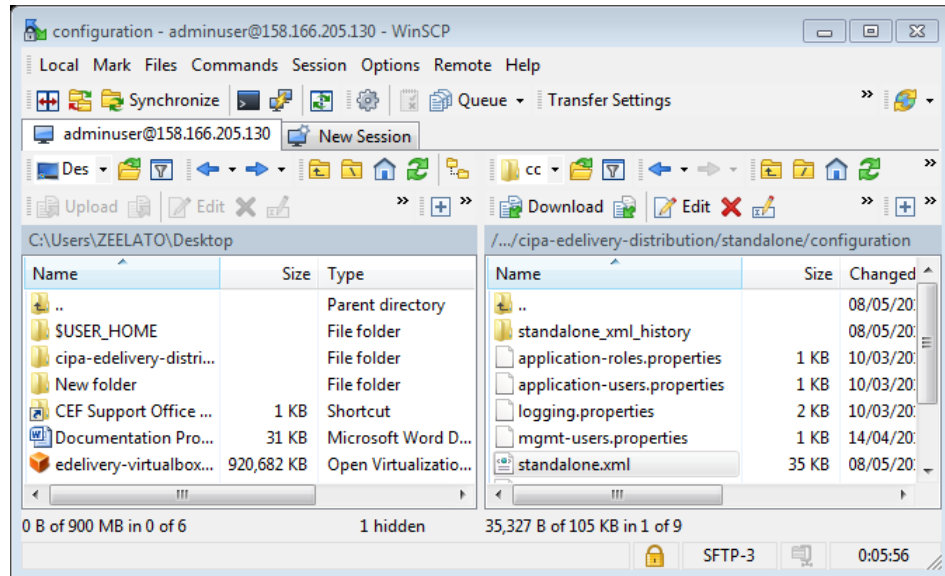 configuration - adminuser@158.166.205.130 - WinSCP
Local Mark Files Commands Session Options Remote Help
Synchronize Queue Transfer Settings »
adminuser@158.166.205.130 New Session
Des cc »
Upload Edit » Download Edit »
C:\Users\ZEELATO\Desktop /.../cipa-edelivery-distribution/standalone/configuration
Name Size Type Name Size Changed
.. Parent directory .. 08/05/20
$USER_HOME File folder standalone_xml_history 08/05/20
cipa-edelivery-distri... File folder application-roles.properties 1 KB 10/03/20
New folder File folder application-users.properties 1 KB 10/03/20
CEF Support Office ... 1 KB Shortcut logging.properties 2 KB 10/03/20
Documentation Pro... 31 KB Microsoft Word D... mgmt-users.properties 1 KB 14/04/20
edelivery-virtualbox... 920,682 KB Open Virtualizatio... standalone.xml 35 KB 08/05/20
0 B of 900 MB in 0 of 6 1 hidden 35,327 B of 105 KB in 1 of 9
SFTP-3 0:05:56